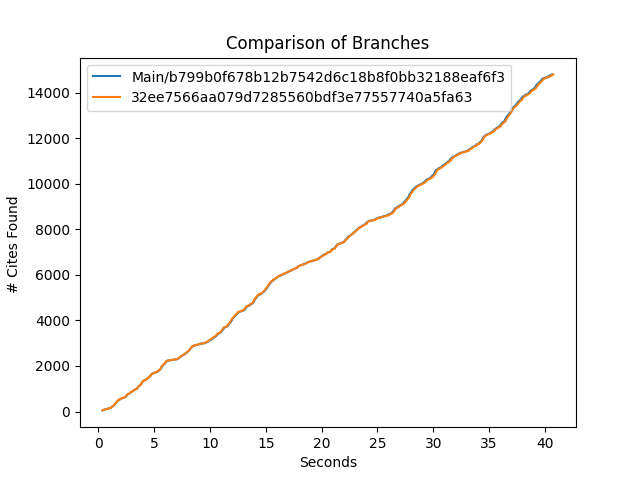 Comparison of Branches
Main/b799b0f678b12b7542d6c18b8f0bb32188eaf6f3
32ee7566aa079d7285560bdf3e77557740a5fa63
# Cites Found
14000
12000
10000
8000
6000
4000
2000
0
0 5 10 15 20 25 30 35 40
Seconds